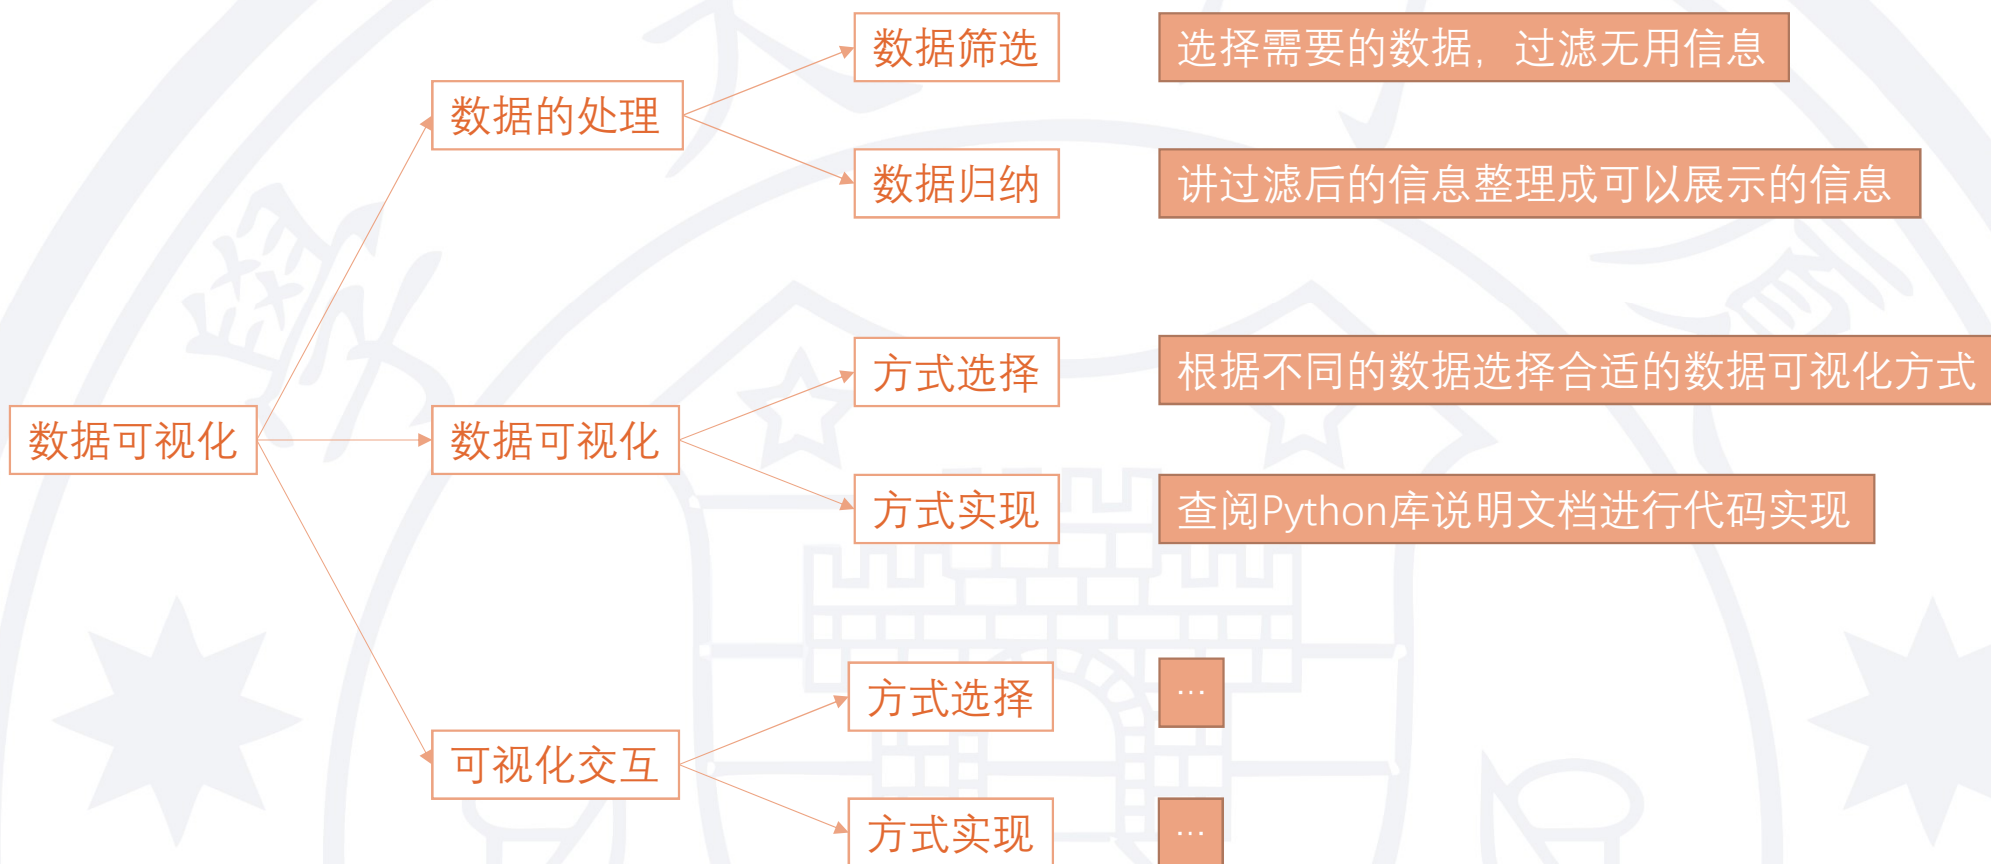 数据筛选
选择需要的数据，过滤无用信息
数据的处理
数据归纳
讲过滤后的信息整理成可以展示的信息
方式选择
根据不同的数据选择合适的数据可视化方式
数据可视化
数据可视化
方式实现
查阅Python库说明文档进行代码实现
方式选择
…
可视化交互
方式实现
…